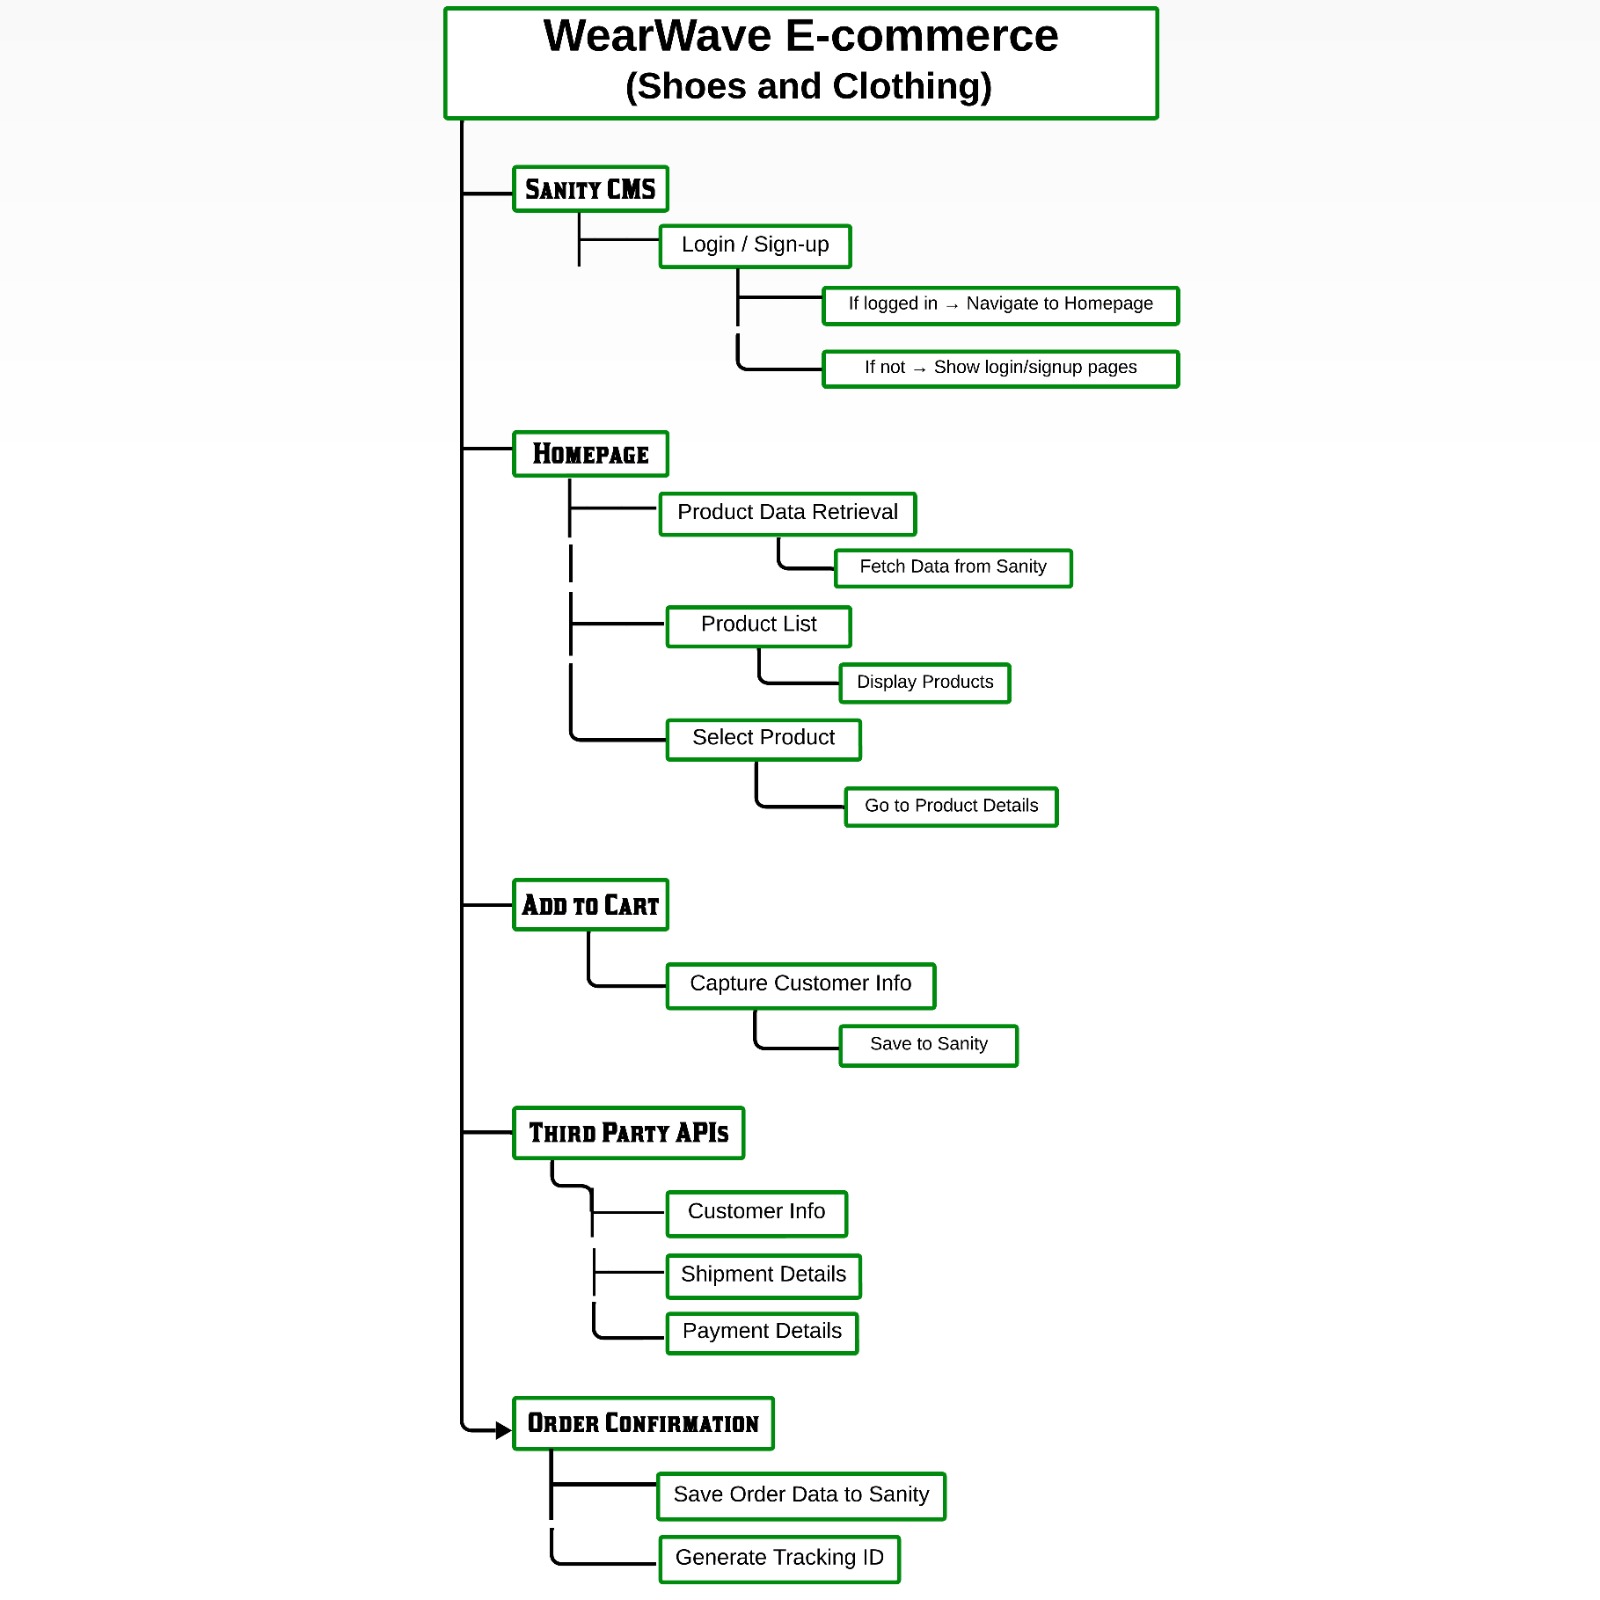 WearWave E-commerce
(Shoes and Clothing)
Sanity CMS
Login / Sign-up
If logged in → Navigate to Homepage
If not → Show login/signup pages
Homepage
Product Data Retrieval
Fetch Data from Sanity
Product List
Display Products
Select Product
Go to Product Details
Add to Cart
Capture Customer Info
Save to Sanity
Third Party APIs
Customer Info
Shipment Details
Payment Details
Order Confirmation
Save Order Data to Sanity
Generate Tracking ID